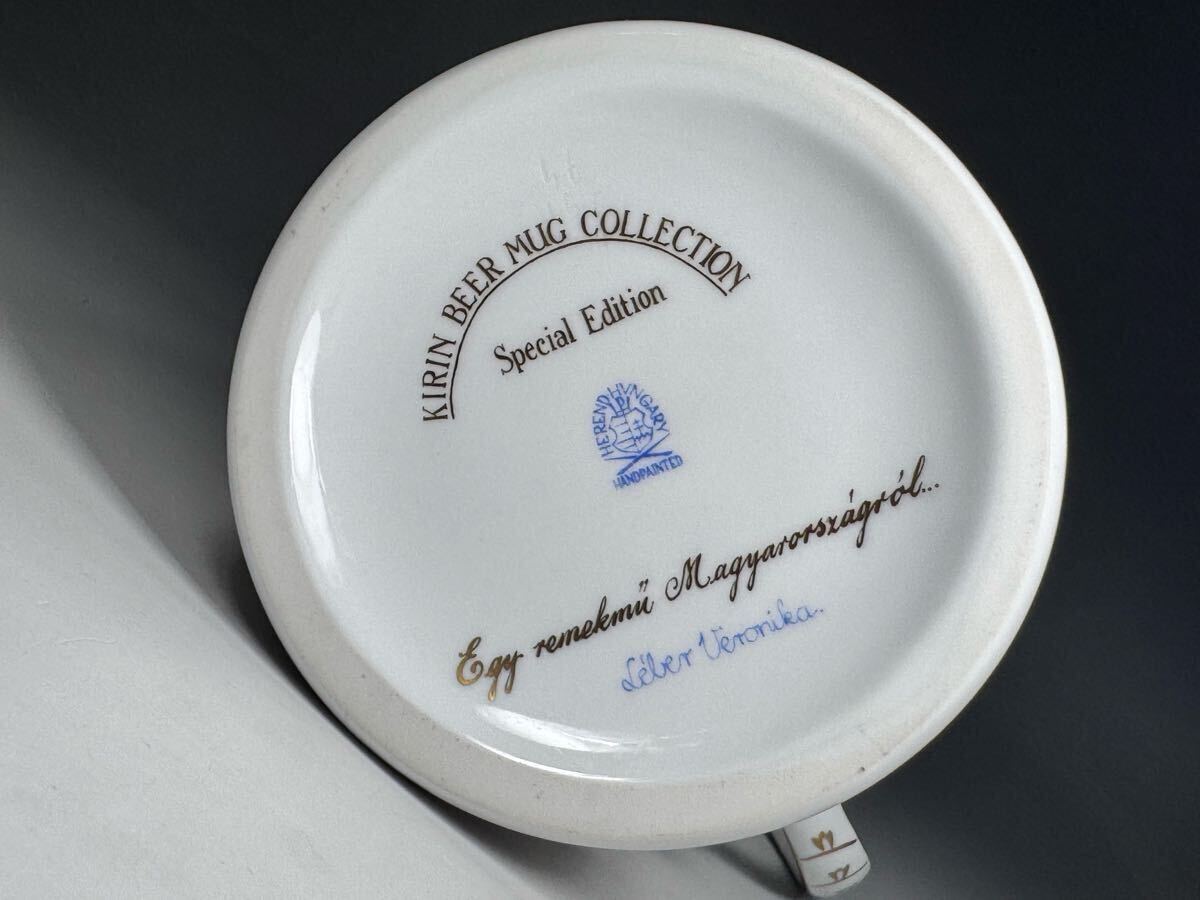 KIRIN BEER MUG COLLECTION
Special Edition
HEREND HUNGARY
HANDPAINTED
Egy remekmű Magyarországról...
Léber Veronika.